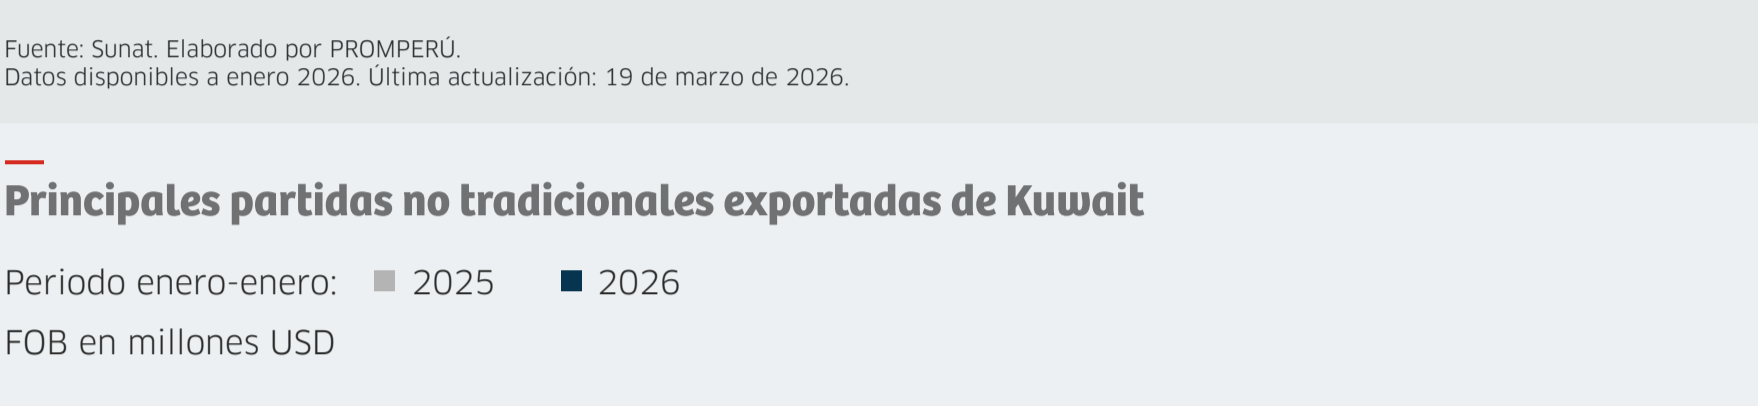 Fuente: Sunat. Elaborado por PROMPERÚ.
Datos disponibles a enero 2026. Última actualización: 19 de marzo de 2026.
Principales partidas no tradicionales exportadas de Kuwait
Periodo enero-enero: 2025 2026
FOB en millones USD